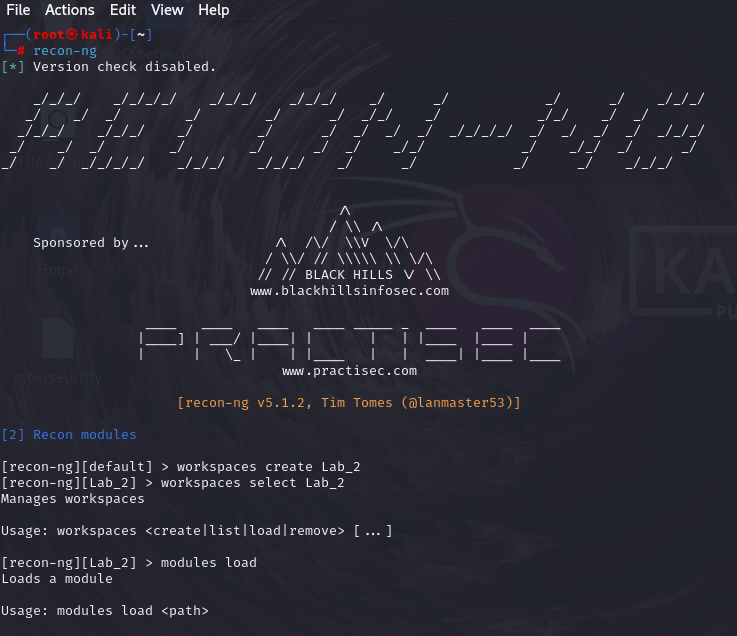 File Actions Edit View Help
┌──(root㉿kali)-[~]
└─# recon-ng
[*] Version check disabled.
    _/_/_/    _/_/_/_/    _/_/_/    _/_/_/    _/      _/            _/      _/    _/_/_/
   _/    _/  _/        _/        _/      _/  _/_/    _/            _/_/    _/  _/
  _/_/_/    _/_/_/    _/        _/      _/  _/  _/  _/  _/_/_/_/  _/  _/  _/  _/  _/_/_/
 _/    _/  _/        _/        _/      _/  _/    _/_/            _/    _/_/  _/      _/
_/    _/  _/_/_/_/    _/_/_/    _/_/_/    _/      _/            _/      _/    _/_/_/
/\
/ \\ /\
Sponsored by... /\ /\/ \\V \/\
/ \\/ // \\\\\ \\ \/\
// // BLACK HILLS \/ \\
www.blackhillsinfosec.com
PRACTISEC
www.practisec.com
[recon-ng v5.1.2, Tim Tomes (@lanmaster53)]
[2] Recon modules
[recon-ng][default] > workspaces create Lab_2
[recon-ng][Lab_2] > workspaces select Lab_2
Manages workspaces
Usage: workspaces <create|list|load|remove> [...]
[recon-ng][Lab_2] > modules load
Loads a module
Usage: modules load <path>
Home
cyberseucrity